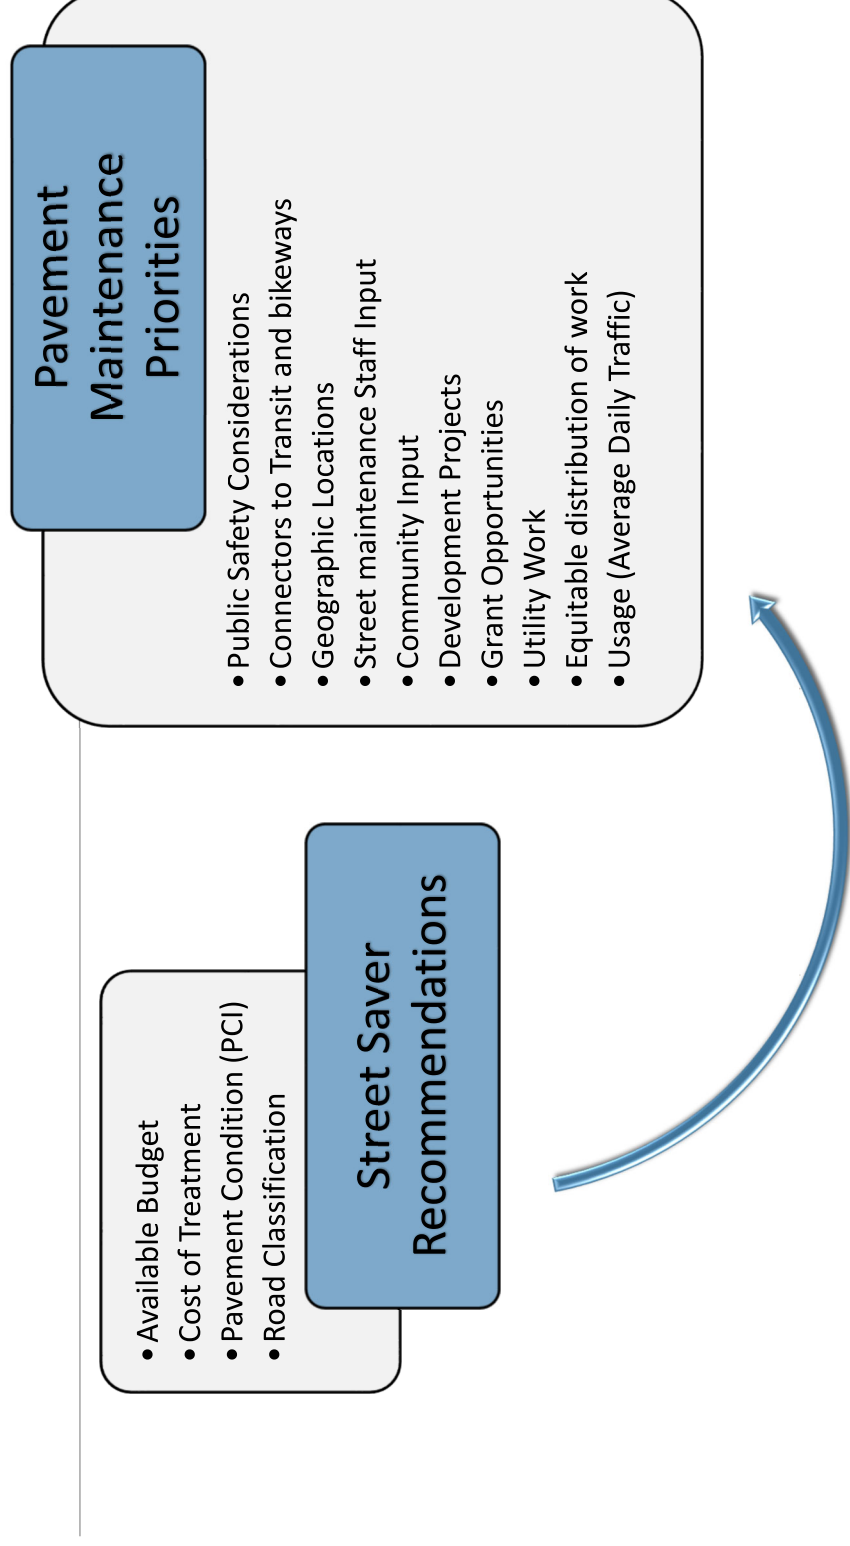 • Available Budget
• Cost of Treatment
• Pavement Condition (PCI)
• Road Classification
Street Saver
Recommendations
Pavement
Maintenance
Priorities
• Public Safety Considerations
• Connectors to Transit and bikeways
• Geographic Locations
• Street maintenance Staff Input
• Community Input
• Development Projects
• Grant Opportunities
• Utility Work
• Equitable distribution of work
• Usage (Average Daily Traffic)